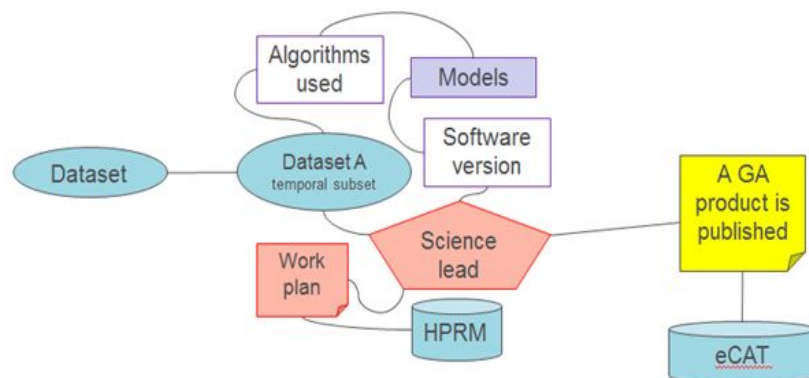 Algorithms
used
Models
Software
version
Dataset
Dataset A
temporal subset
A GA
product is
published
Science
lead
Work
plan
HPRM
eCAT